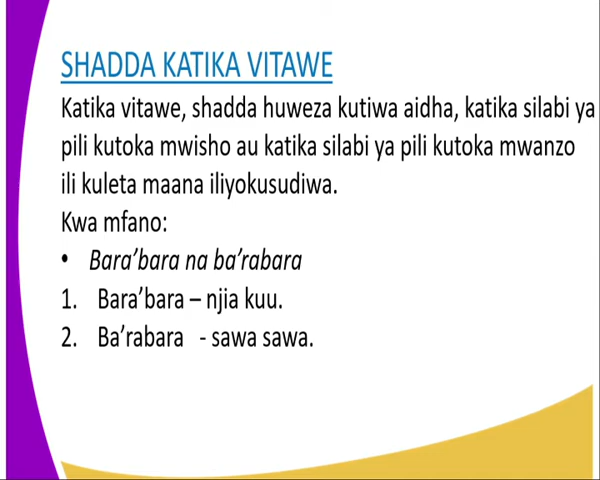 SHADDA KATIKA VITAWE
Katika vitawe, shadda huweza kutiwa aidha, katika silabi ya
pili kutoka mwisho au katika silabi ya pili kutoka mwanzo
ili kuleta maana iliyokusudiwa.
Kwa mfano:
• Bara’bara na ba’rabara
1. Bara’bara – njia kuu.
2. Ba’rabara - sawa sawa.